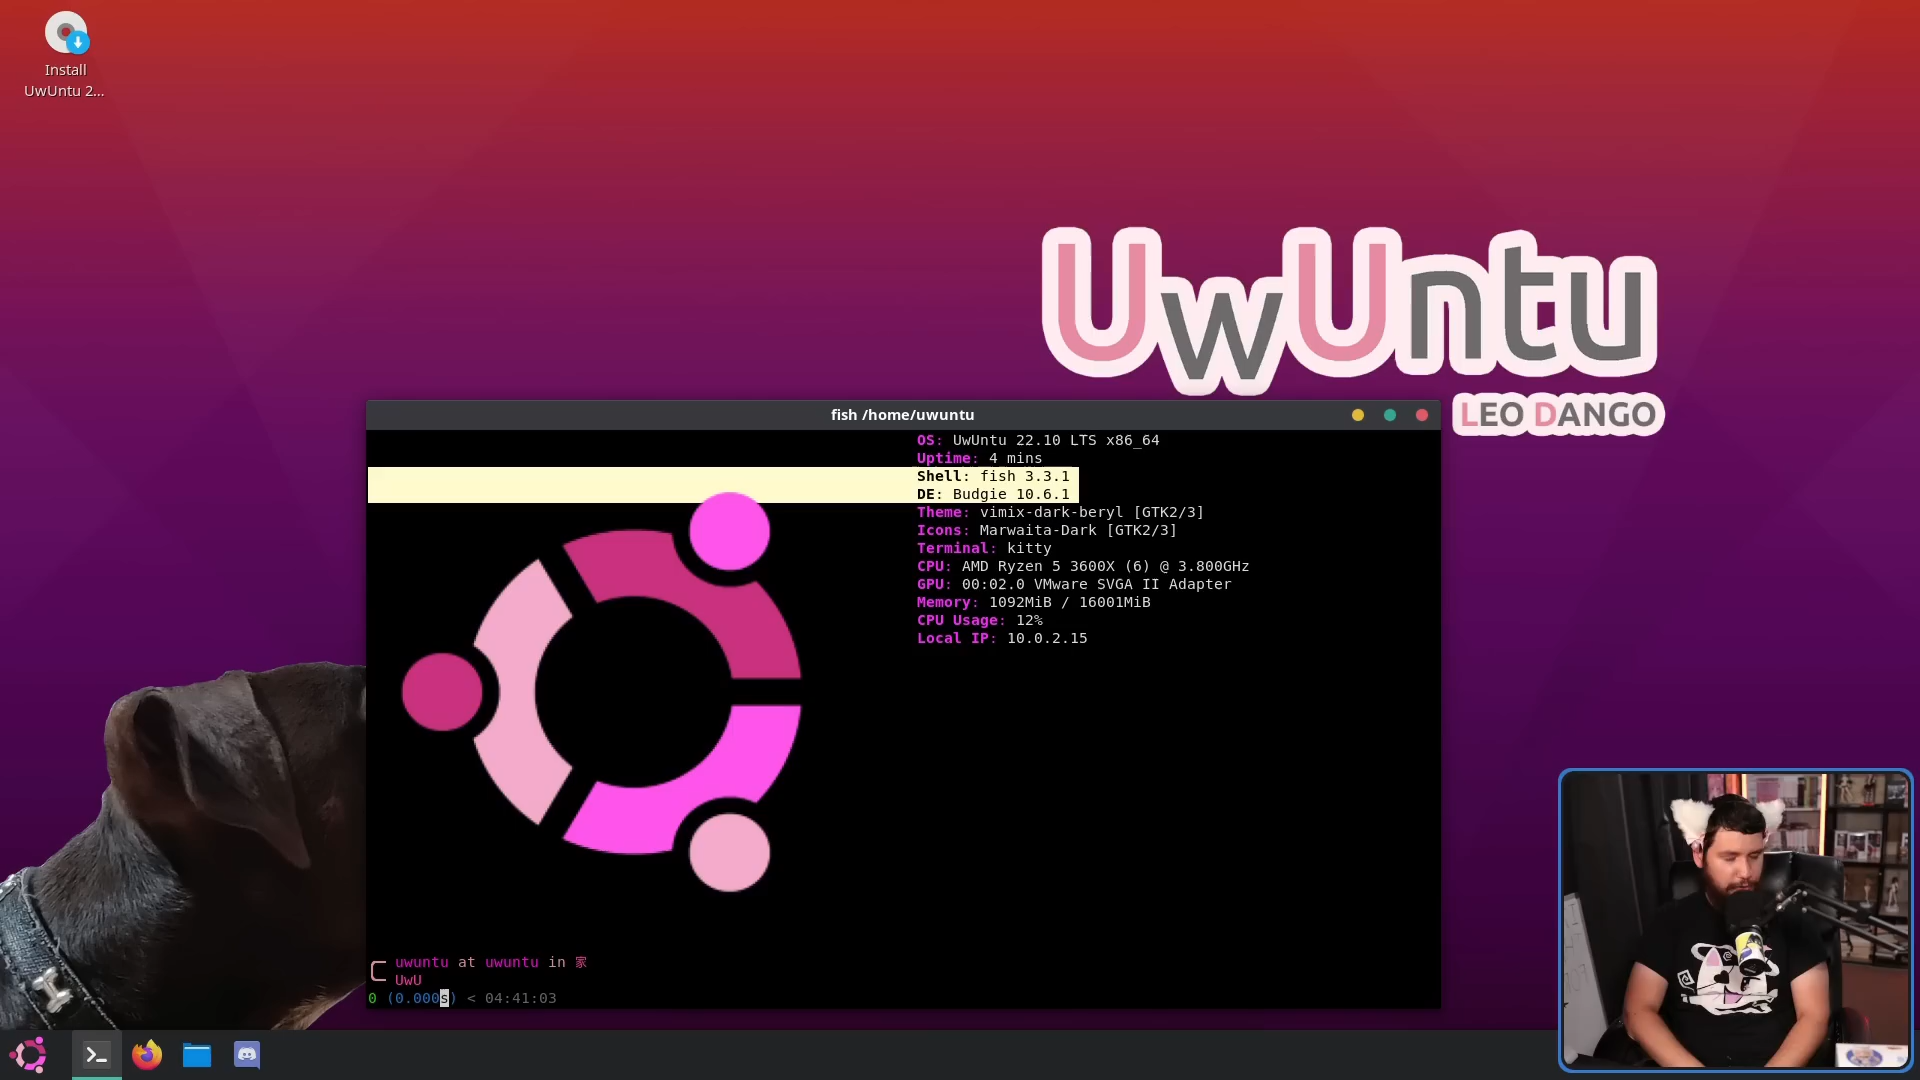 Install
UwUntu 2...
UwUntu
LEO DANGO
fish /home/uwuntu
OS: UwUntu 22.10 LTS x86_64
Uptime: 4 mins
Shell: fish 3.3.1
DE: Budgie 10.6.1
Theme: vimix-dark-beryl [GTK2/3]
Icons: Marwaita-Dark [GTK2/3]
Terminal: kitty
CPU: AMD Ryzen 5 3600X (6) @ 3.800GHz
GPU: 00:02.0 VMware SVGA II Adapter
Memory: 1092MiB / 16001MiB
CPU Usage: 12%
Local IP: 10.0.2.15
uwuntu at uwuntu in 家
UwU
0 (0.000s) < 04:41:03